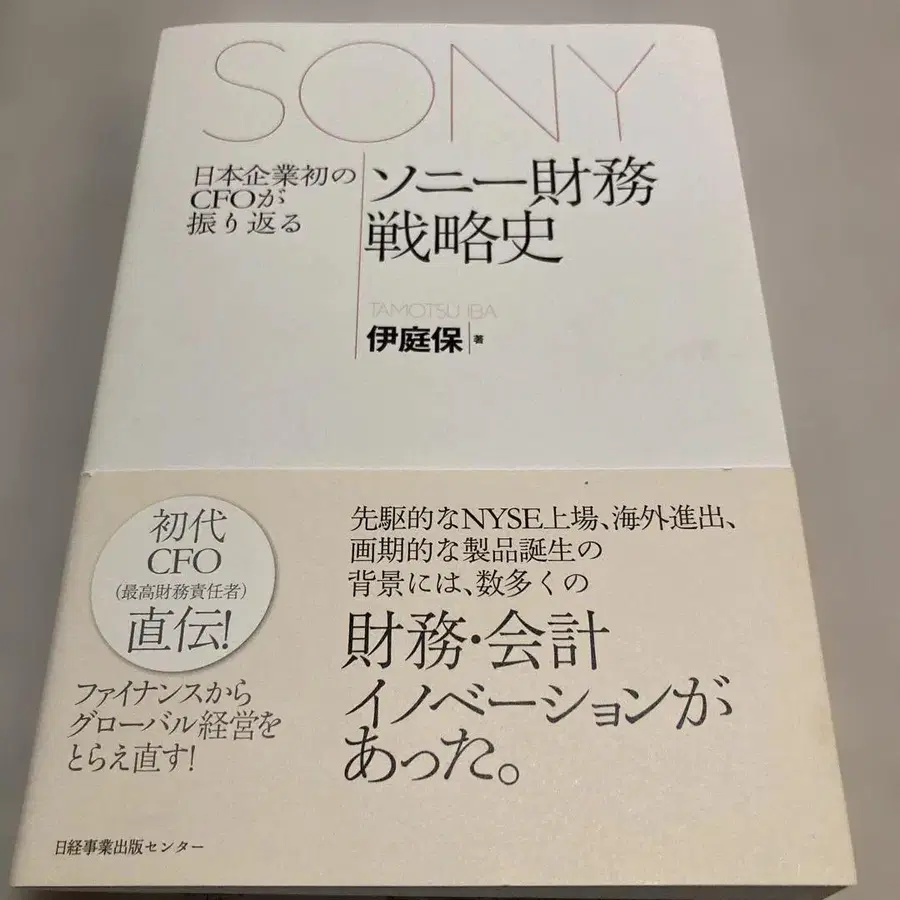 SONY
日本企業初の
CFOが
振り返る
ソニー財務
戦略史
TAMOTSU IBA
伊庭保 著
初代
CFO
(最高財務責任者)
直伝!
ファイナンスから
グローバル経営を
とらえ直す!
先駆的なNYSE上場、海外進出、
画期的な製品誕生の
背景には、数多くの
財務・会計
イノベーションが
あった。
日経事業出版センター